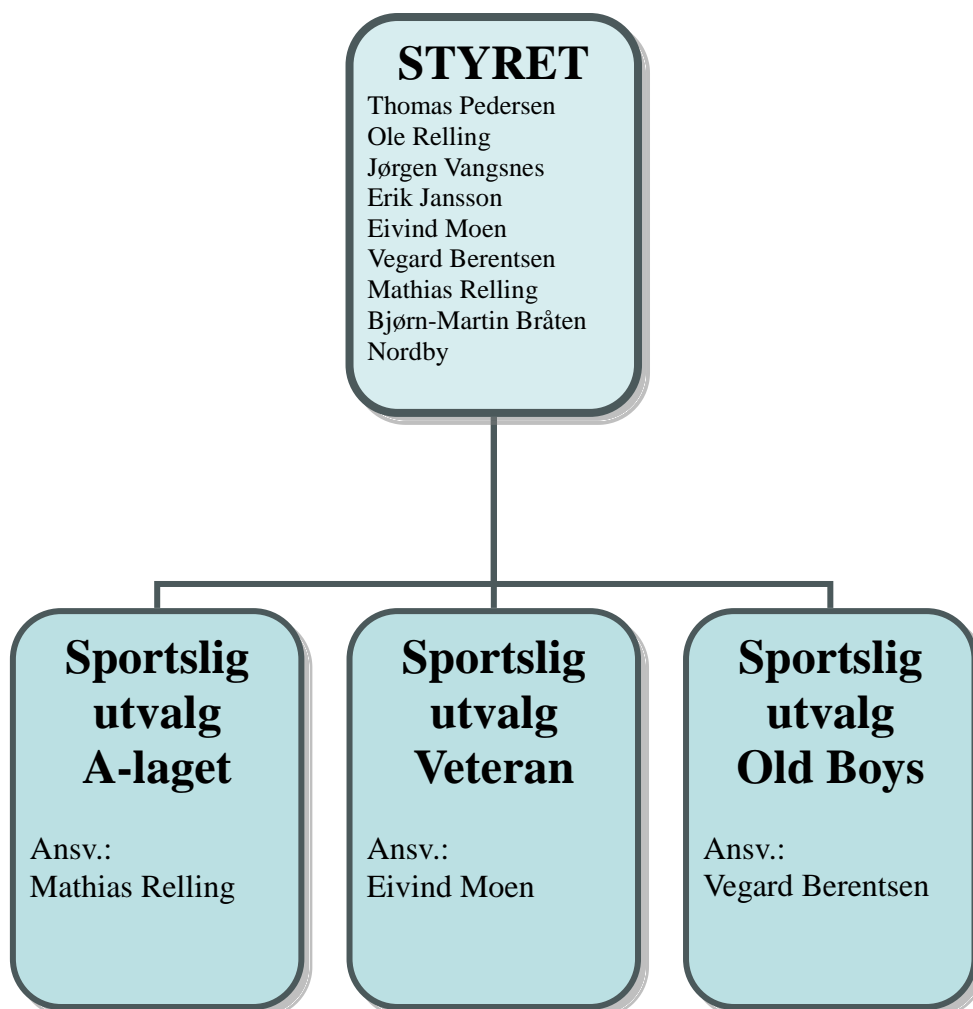 STYRET
Thomas Pedersen
Ole Relling
Jørgen Vangsnes
Erik Jansson
Eivind Moen
Vegard Berentsen
Mathias Relling
Bjørn-Martin Bråten
Nordby
Sportslig
utvalg
A-laget
Ansv.:
Mathias Relling
Sportslig
utvalg
Veteran
Ansv.:
Eivind Moen
Sportslig
utvalg
Old Boys
Ansv.:
Vegard Berentsen